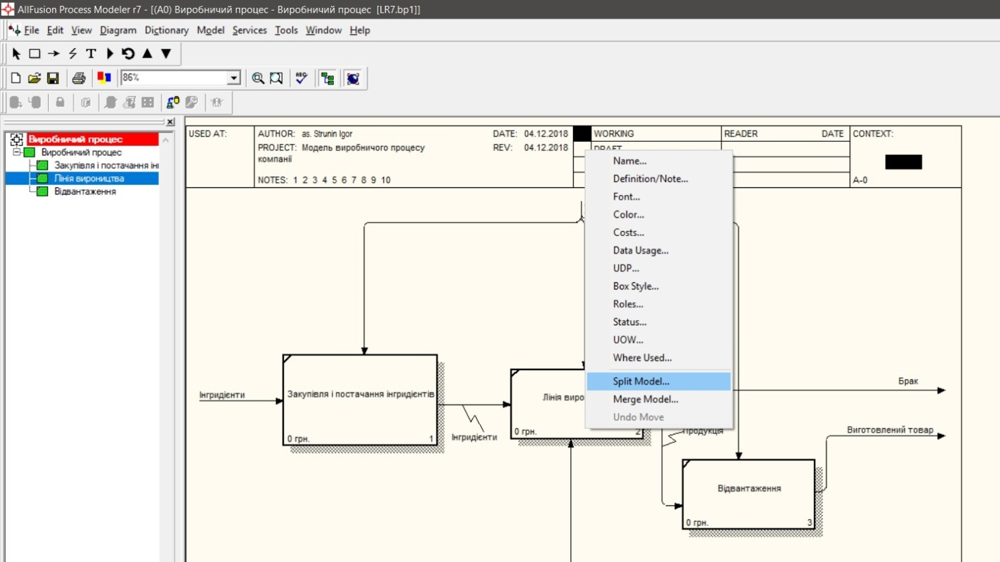 AllFusion Process Modeler r7 - [(A0) Виробничий процес - Виробничий процес [LR7.bp1]]
File Edit View Diagram Dictionary Model Services Tools Window Help
T
86%
ABC
Виробничий процес
Виробничий процес
Закупівля і постачання ін
Лінія вироництва
Відвантаження
USED AT:
AUTHOR: as. Strunin Igor
DATE: 04.12.2018
PROJECT: Модель виробничого процесу
компанії
REV: 04.12.2018
NOTES: 1 2 3 4 5 6 7 8 9 10
WORKING
DRAFT
READER DATE
CONTEXT:
A-0
Name...
Definition/Note...
Font...
Color...
Costs...
Data Usage...
UDP...
Box Style...
Roles...
Status...
UOW...
Where Used...
Split Model...
Merge Model...
Undo Move
Інгридієнти
Закупівля і постачання інгридієнтів
0 грн. 1
Інгридієнти
Лінія виро
0 грн. 2
Брак
Продукція
Виготовлений товар
Відвантаження
0 грн. 3